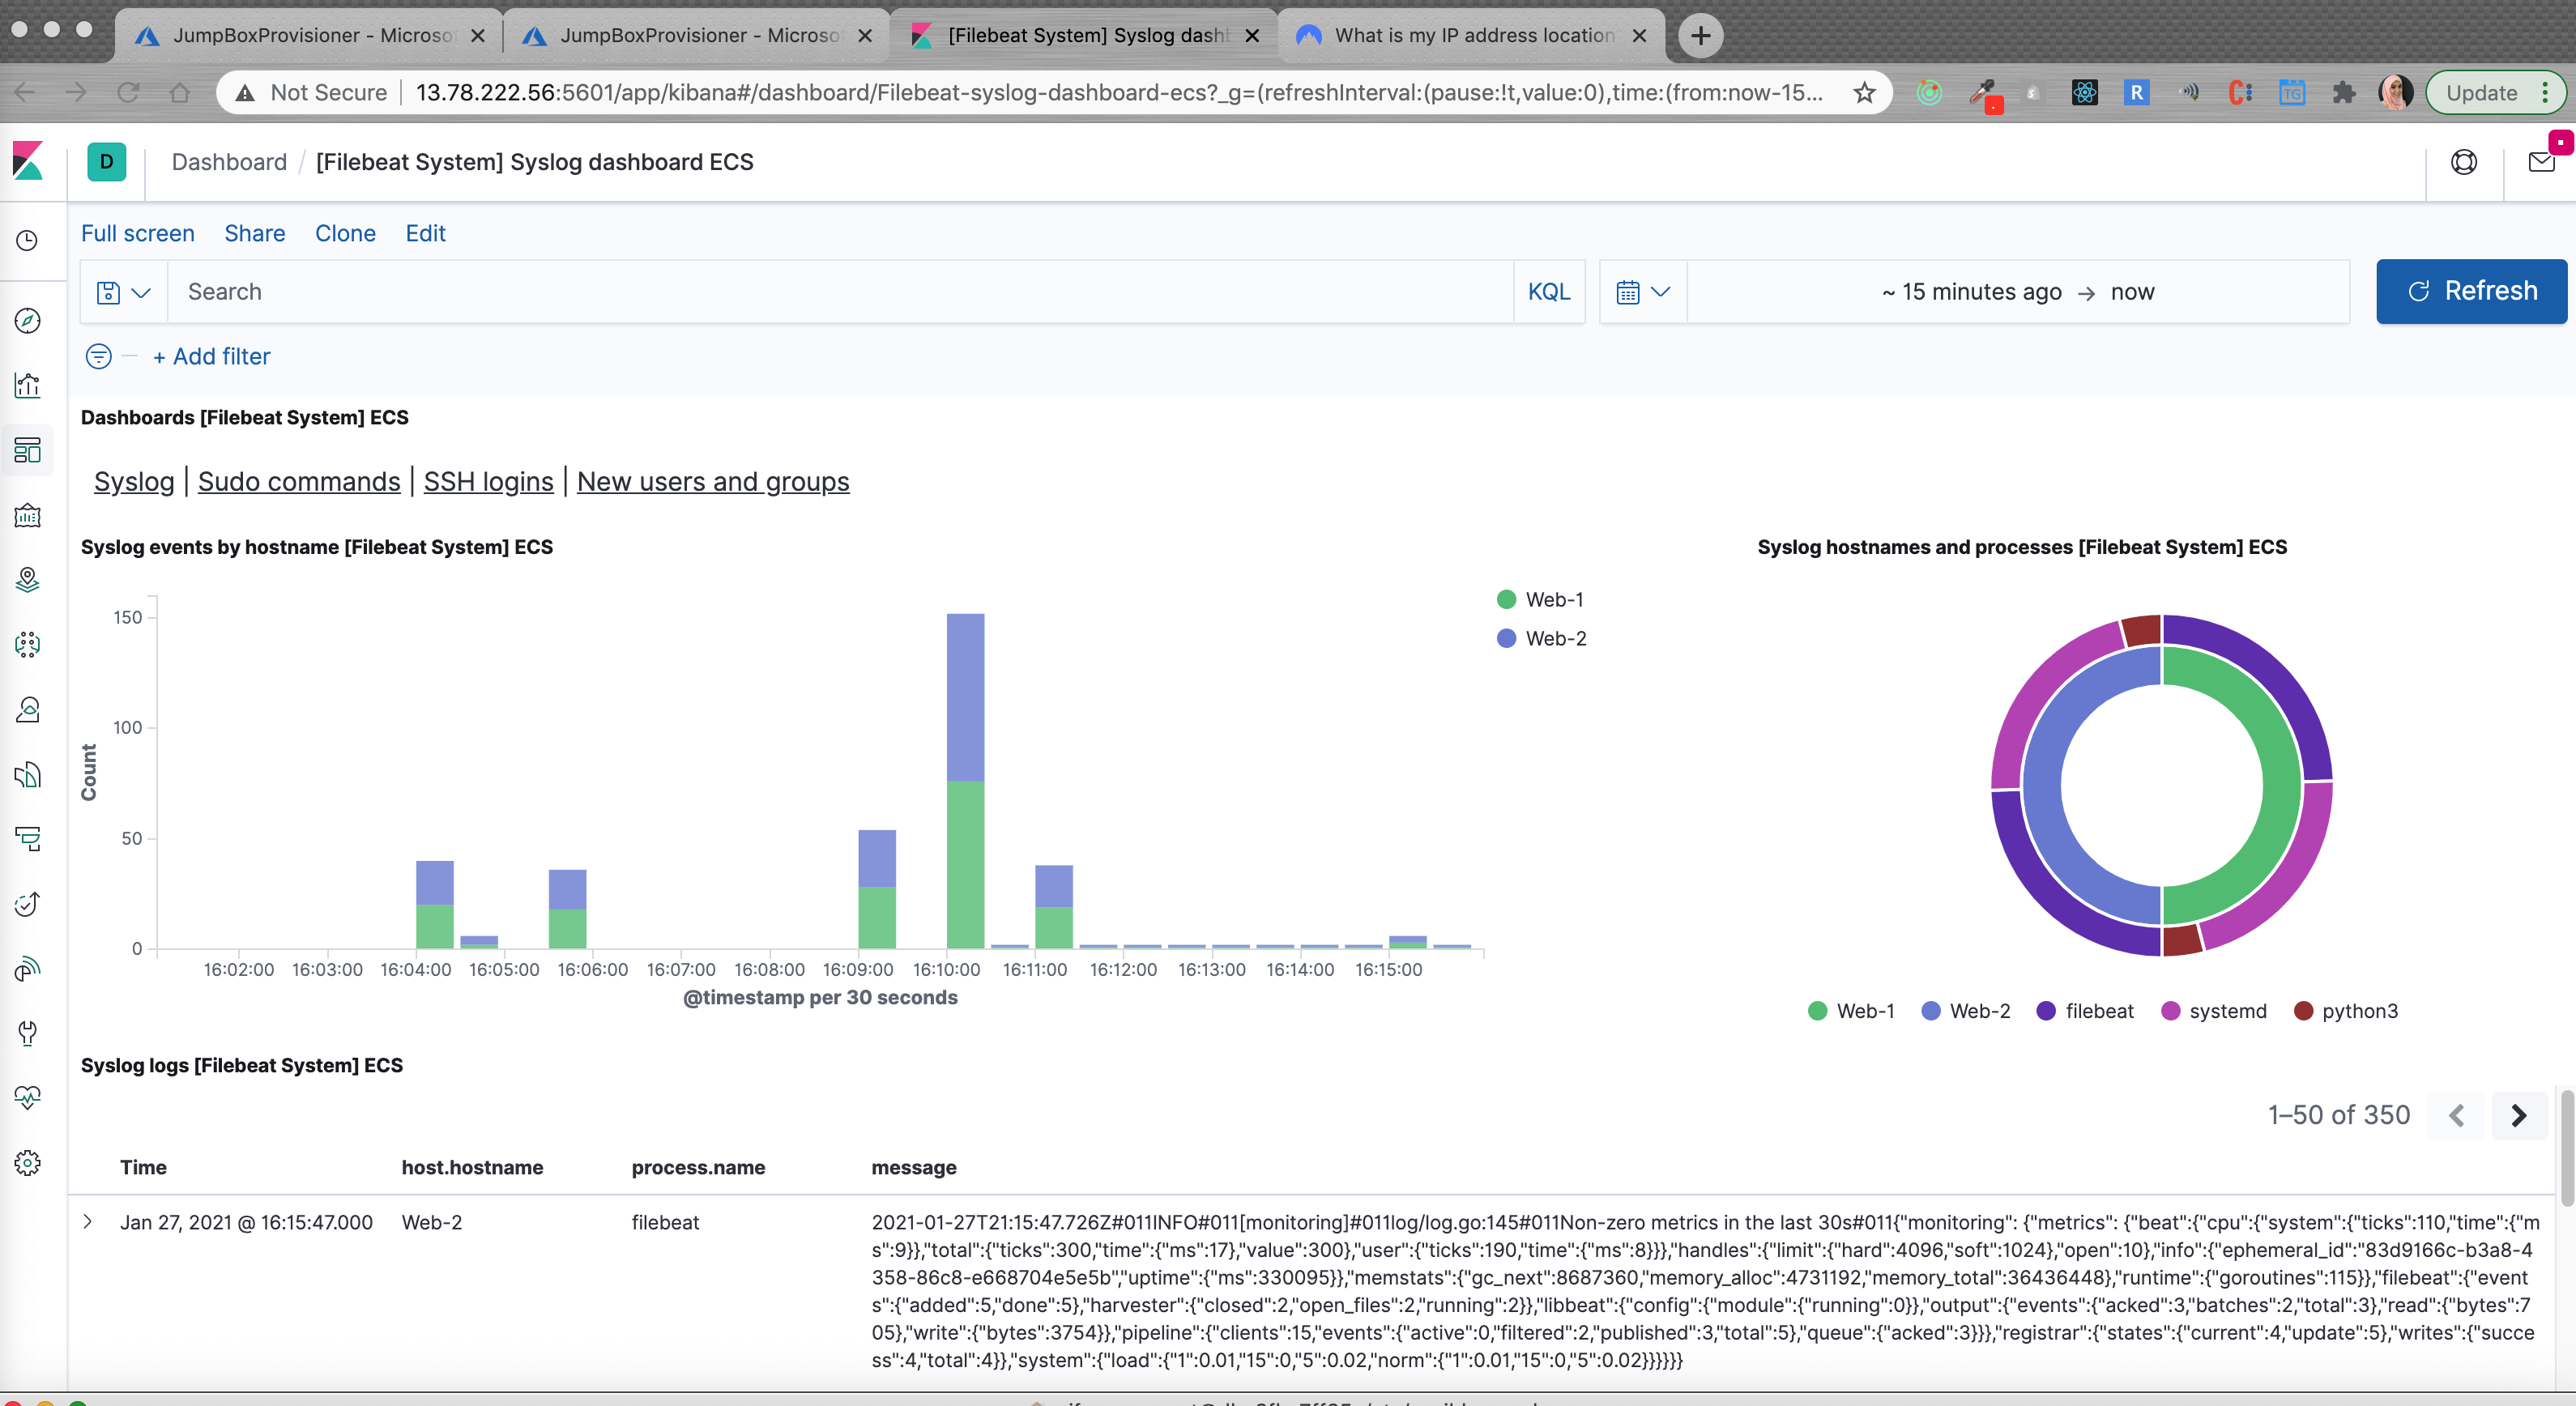 JumpBoxProvisioner - Microso
JumpBoxProvisioner - Microso
[Filebeat System] Syslog dash
What is my IP address location
Not Secure
13.78.222.56:5601/app/kibana#/dashboard/Filebeat-syslog-dashboard-ecs?_g=(refreshInterval:(pause:!t,value:0),time:(from:now-15...
Update
D
Dashboard / [Filebeat System] Syslog dashboard ECS
Full screen Share Clone Edit
Search
KQL
~ 15 minutes ago → now
Refresh
+ Add filter
Dashboards [Filebeat System] ECS
Syslog | Sudo commands | SSH logins | New users and groups
Syslog events by hostname [Filebeat System] ECS
150
100
50
0
Count
16:02:00 16:03:00 16:04:00 16:05:00 16:06:00 16:07:00 16:08:00 16:09:00 16:10:00 16:11:00 16:12:00 16:13:00 16:14:00 16:15:00
@timestamp per 30 seconds
Web-1
Web-2
Syslog hostnames and processes [Filebeat System] ECS
Web-1 Web-2 filebeat systemd python3
Syslog logs [Filebeat System] ECS
1–50 of 350
Time host.hostname process.name message
Jan 27, 2021 @ 16:15:47.000 Web-2 filebeat
2021-01-27T21:15:47.726Z#011INFO#011[monitoring]#011log/log.go:145#011Non-zero metrics in the last 30s#011{"monitoring": {"metrics": {"beat":{"cpu":{"system":{"ticks":110,"time":{"m
s":9}},"total":{"ticks":300,"time":{"ms":17},"value":300},"user":{"ticks":190,"time":{"ms":8}}},"handles":{"limit":{"hard":4096,"soft":1024},"open":10},"info":{"ephemeral_id":"83d9166c-b3a8-4
358-86c8-e668704e5e5b","uptime":{"ms":330095}},"memstats":{"gc_next":8687360,"memory_alloc":4731192,"memory_total":36436448},"runtime":{"goroutines":115}},"filebeat":{"event
s":{"added":5,"done":5},"harvester":{"closed":2,"open_files":2,"running":2}},"libbeat":{"config":{"module":{"running":0}},"output":{"events":{"acked":3,"batches":2,"total":3},"read":{"bytes":7
05},"write":{"bytes":3754}},"pipeline":{"clients":15,"events":{"active":0,"filtered":2,"published":3,"total":5},"queue":{"acked":3}}},"registrar":{"states":{"current":4,"update":5},"writes":{"succe
ss":4,"total":4}},"system":{"load":{"1":0.01,"15":0,"5":0.02,"norm":{"1":0.01,"15":0,"5":0.02}}}}}}